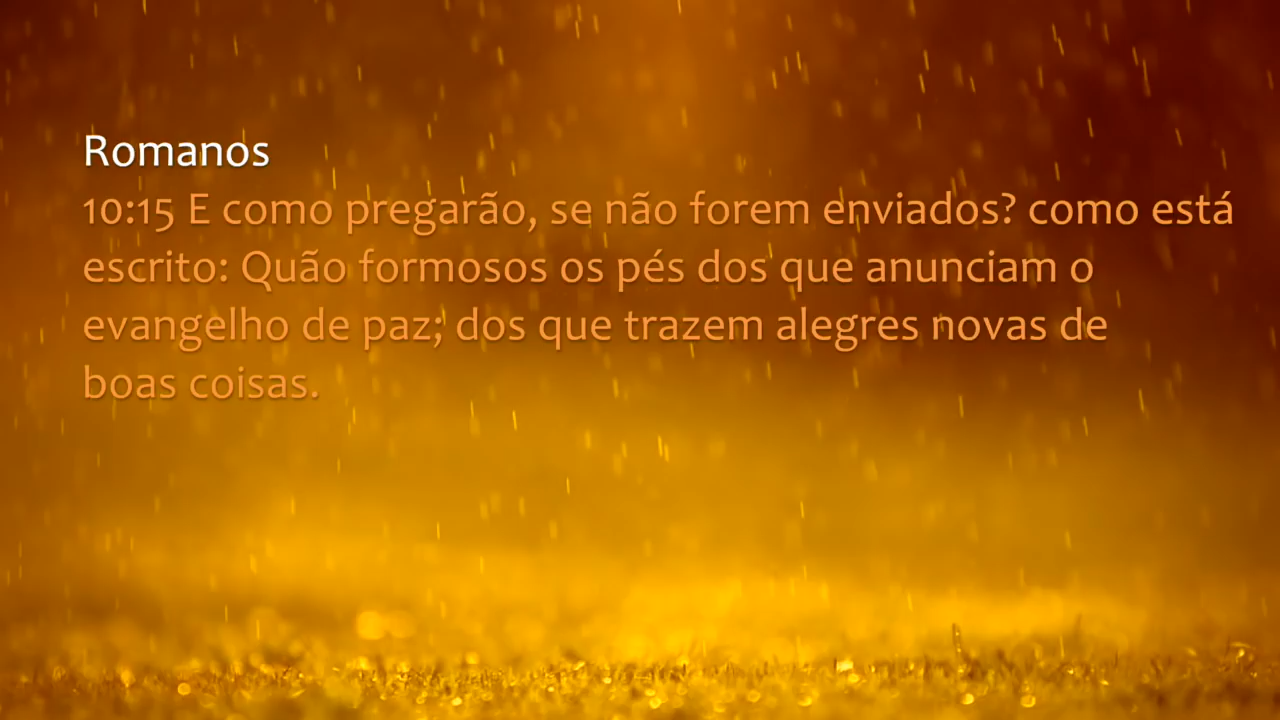 Romanos
10:15 E como pregarão, se não forem enviados? como está
escrito: Quão formosos os pés dos que anunciam o
evangelho de paz; dos que trazem alegres novas de
boas coisas.